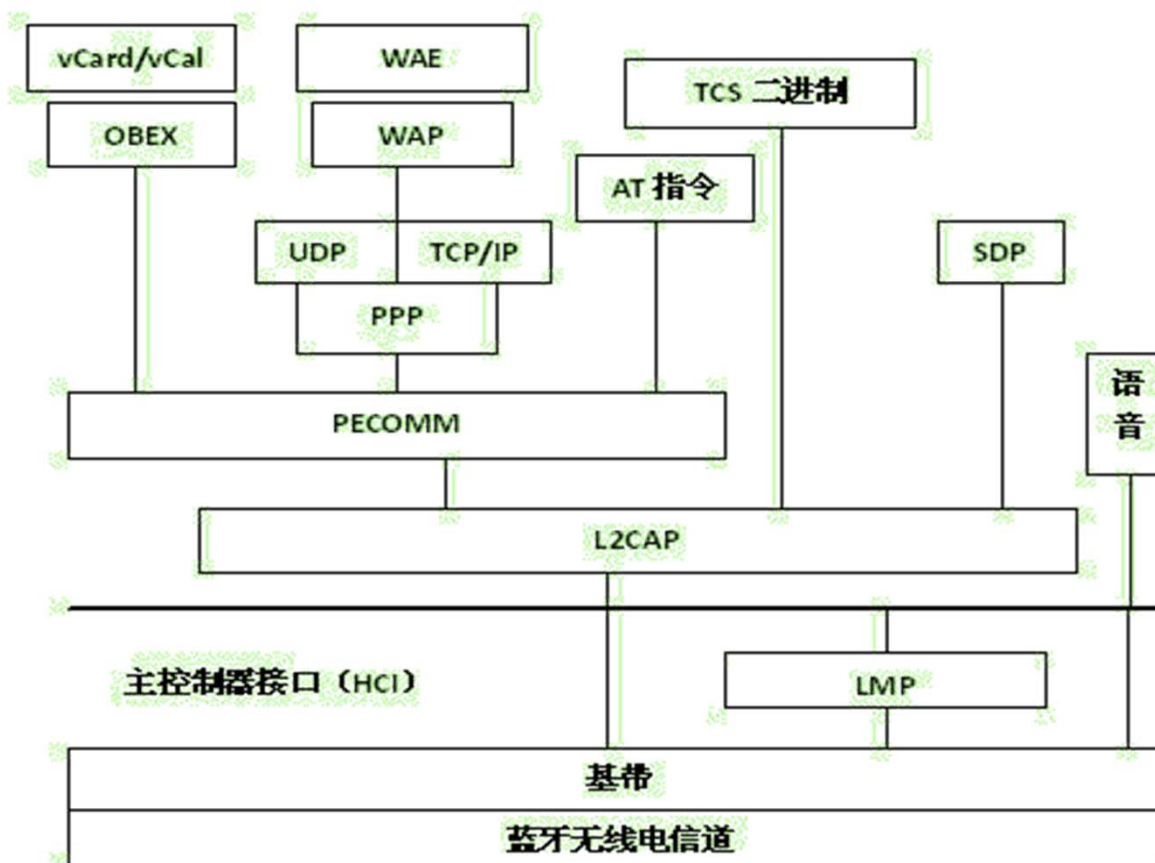 vCard/vCal
WAE
TCS 二进制
OBEX
WAP
AT 指令
UDP
TCP/IP
SDP
PPP
语
音
PECOMM
L2CAP
主控制器接口（HCI）
LMP
基带
蓝牙无线电信道